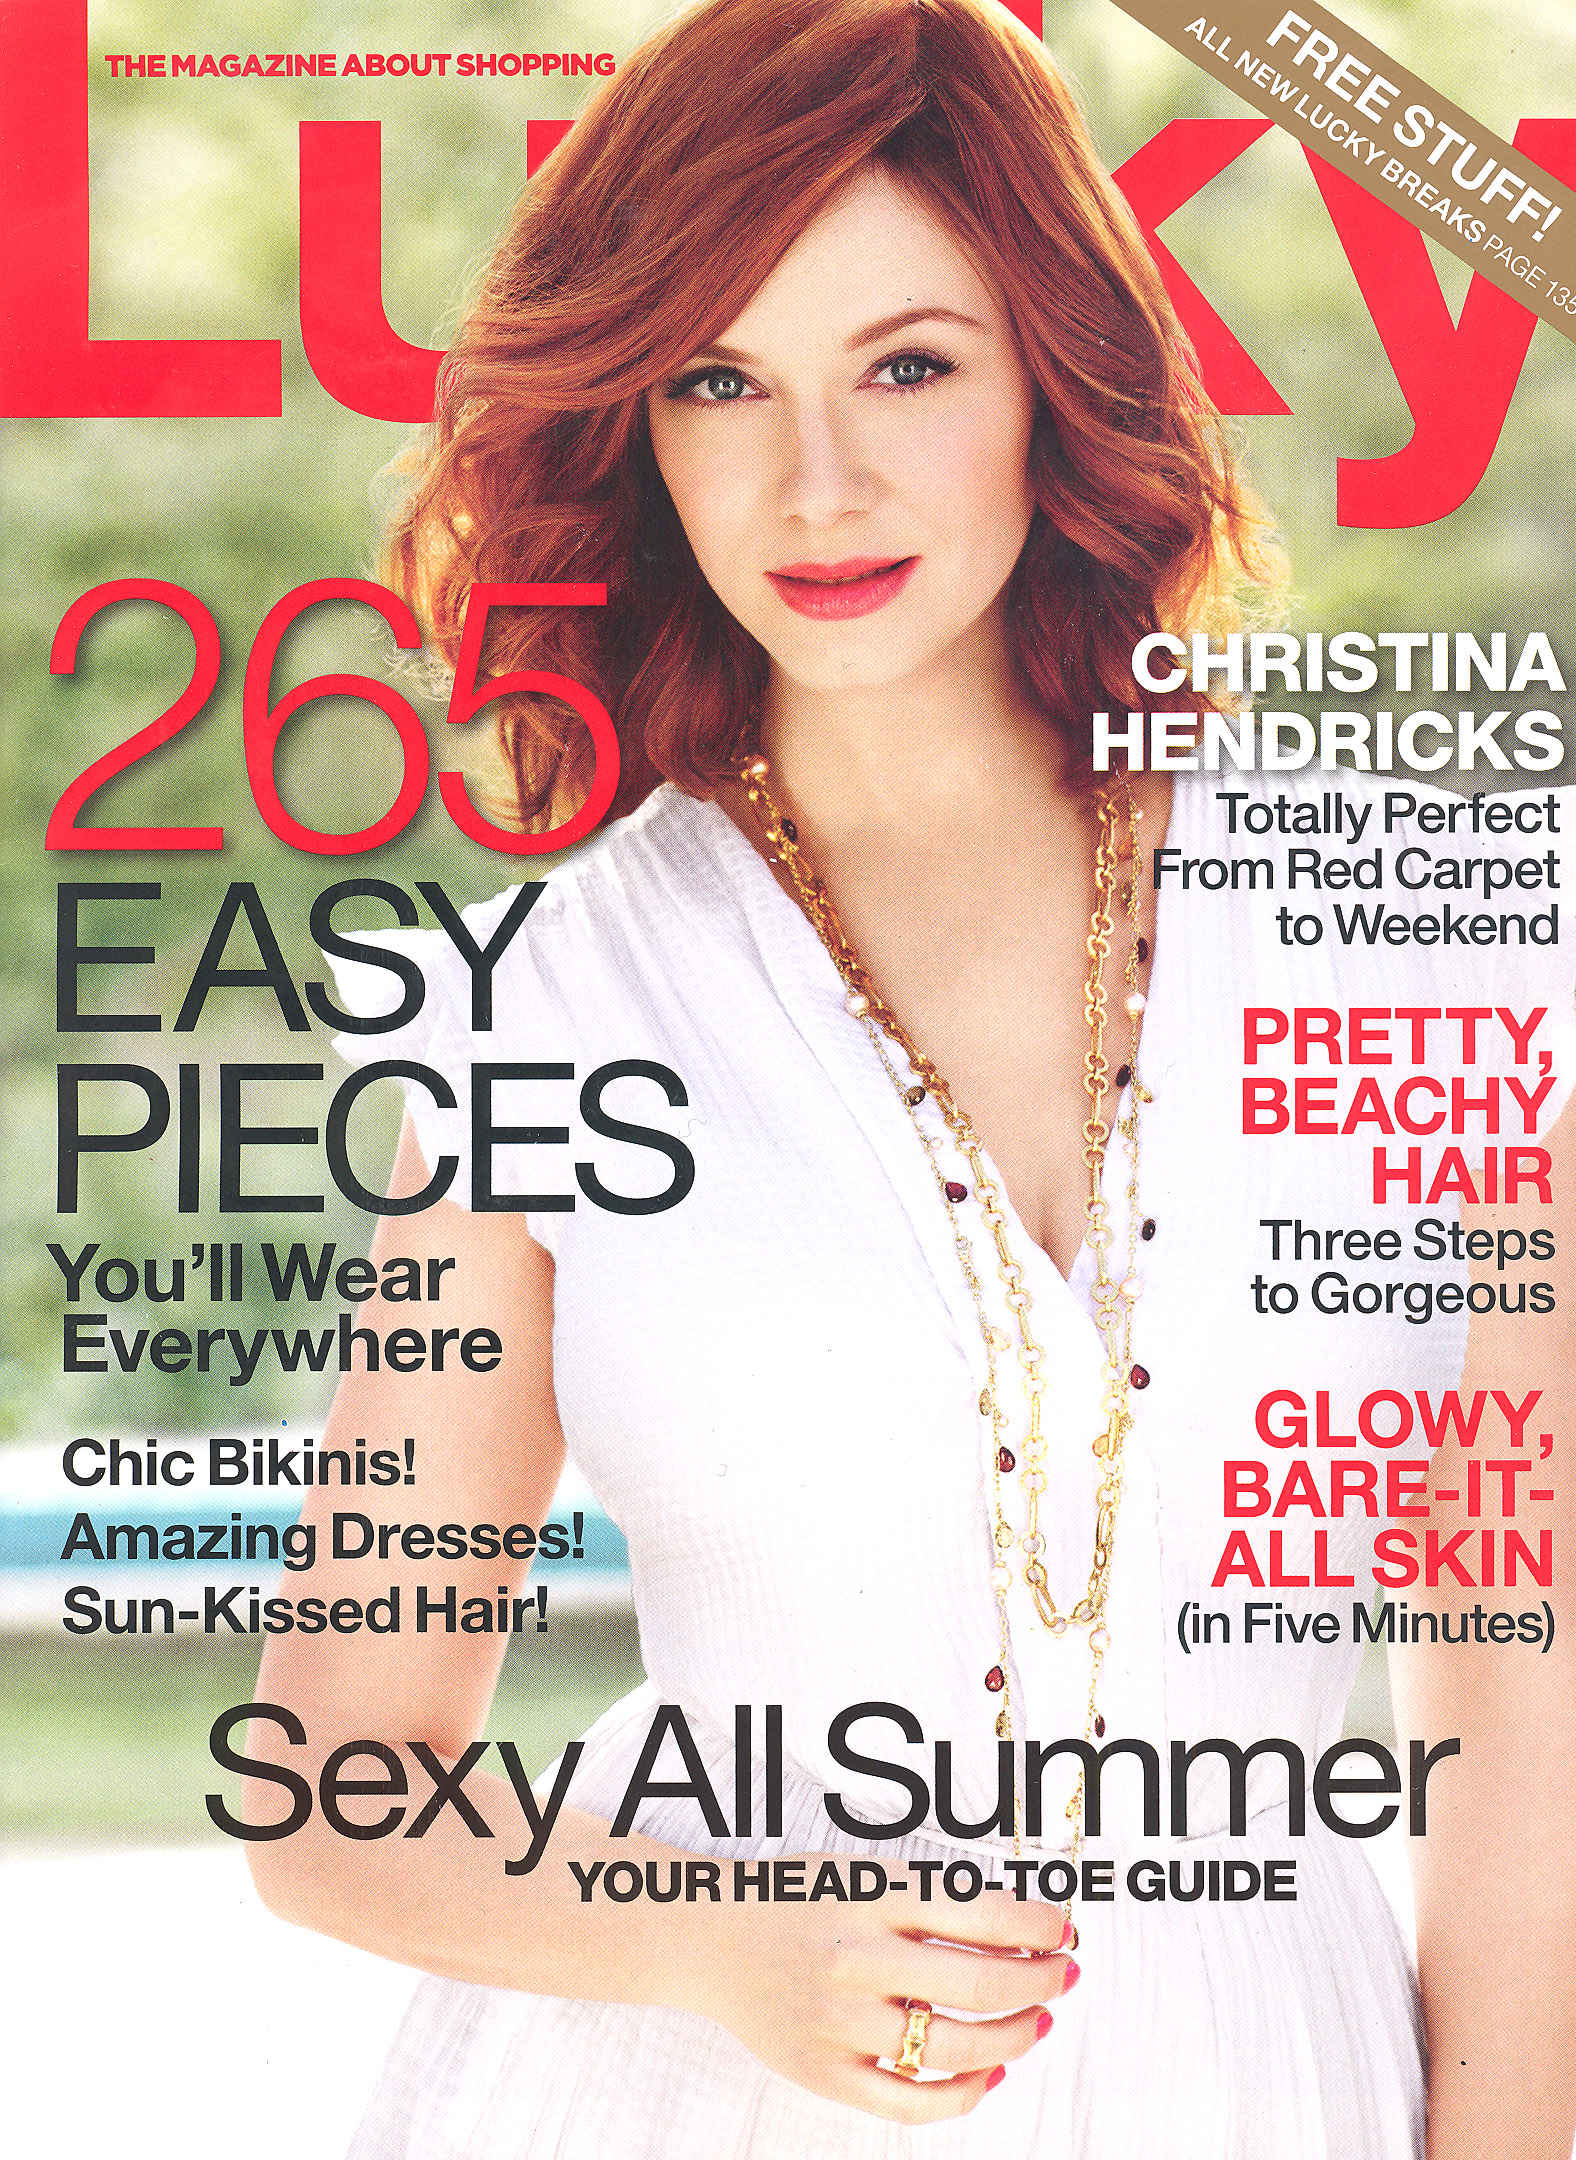 THE MAGAZINE ABOUT SHOPPING
Lucky
FREE STUFF!
ALL NEW LUCKY BREAKS PAGE 135
265
EASY
PIECES
You'll Wear
Everywhere
Chic Bikinis!
Amazing Dresses!
Sun-Kissed Hair!
CHRISTINA
HENDRICKS
Totally Perfect
From Red Carpet
to Weekend
PRETTY,
BEACHY
HAIR
Three Steps
to Gorgeous
GLOWY,
BARE-IT-
ALL SKIN
(in Five Minutes)
Sexy All Summer
YOUR HEAD-TO-TOE GUIDE